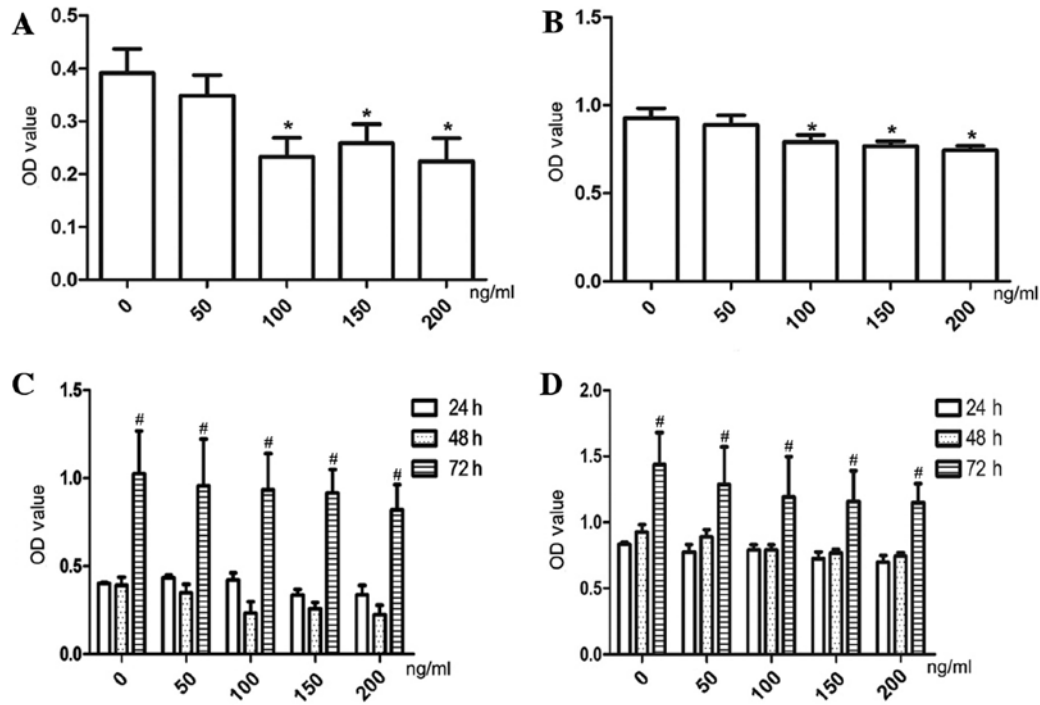 A
OD value
0.5
0.4
0.3
0.2
0.1
0.0
* * *
0 50 100 150 200 ng/ml
B
OD value
1.5
1.0
0.5
0.0
* * *
0 50 100 150 200 ng/ml
C
OD value
1.5
1.0
0.5
0.0
# # # # #
24 h
48 h
72 h
0 50 100 150 200 ng/ml
D
OD value
2.0
1.5
1.0
0.5
0.0
# # # # #
24 h
48 h
72 h
0 50 100 150 200 ng/ml